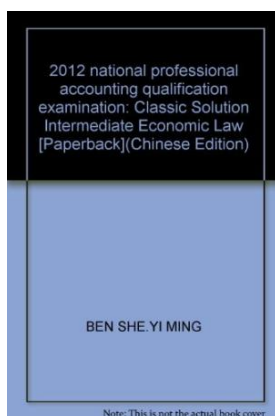 2012 national professional
accounting qualification
examination: Classic Solution
Intermediate Economic Law
[Paperback](Chinese Edition)
BEN SHE.YI MING
Note: This is not the actual book cover